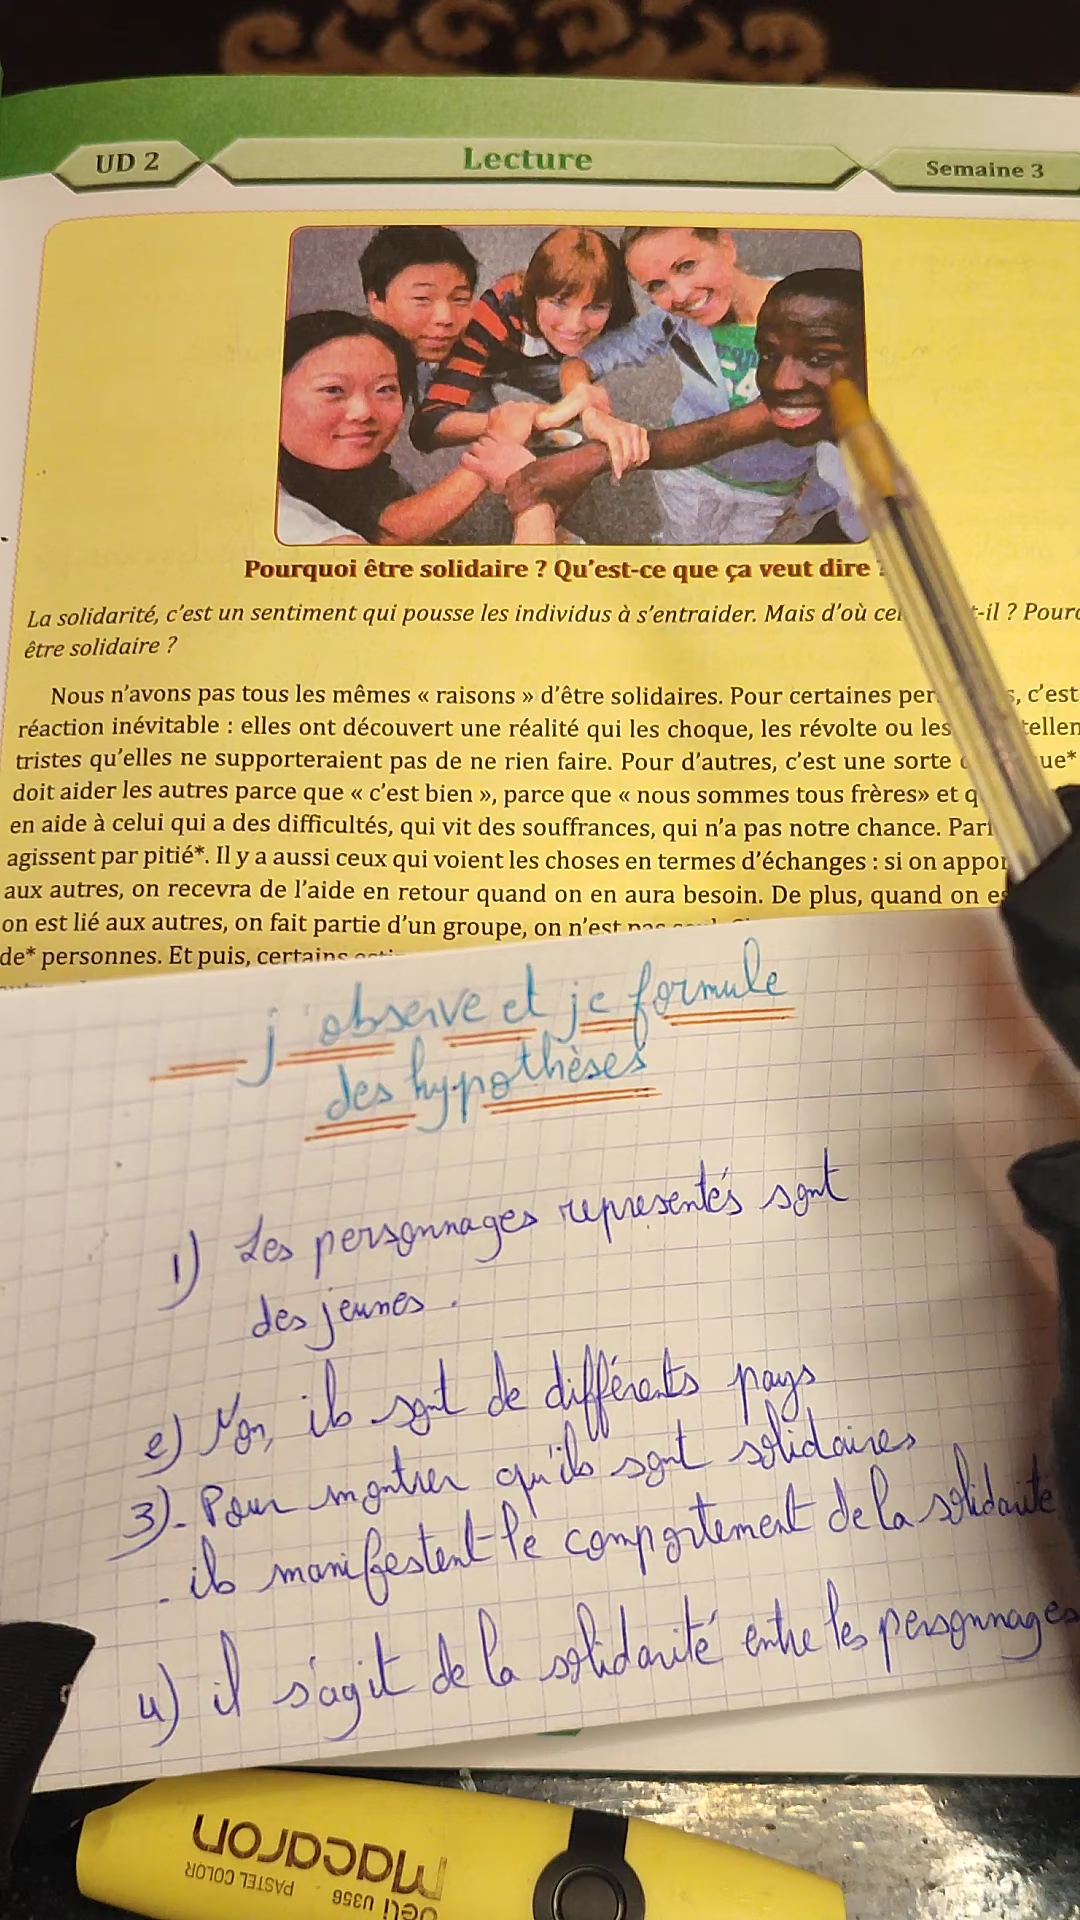 UD 2
Lecture
Semaine 3
Pourquoi être solidaire ? Qu'est-ce que ça veut dire ?
La solidarité, c'est un sentiment qui pousse les individus à s'entraider. Mais d'où -il ?
être solidaire ?
Nous n'avons pas tous les mêmes « raisons » d'être solidaires. Pour certaines c'est
réaction inévitable : elles ont découvert une réalité qui les choque, les révolte ou les
tristes qu'elles ne supporteraient pas de ne rien faire. Pour d'autres, c'est une sorte
doit aider les autres parce que « c'est bien », parce que « nous sommes tous frères» et
en aide à celui qui a des difficultés, qui vit des souffrances, qui n'a pas notre chance.
agissent par pitié*. Il y a aussi ceux qui voient les choses en termes d'échanges : si on
aux autres, on recevra de l'aide en retour quand on en aura besoin. De plus, quand on
on est lié aux autres, on fait partie d'un groupe, on n'est
de* personnes. Et puis, certains
j'observe et je formule
des hypothèses
1) Les personnages representés sont
des jeunes.
2) Non, ils sont de différents pays
3)- Pour montrer qu'ils sont solidaires
- ils manifestent le comportement de la solidarité
4) il s'agit de la solidarité entre les personnages
macaron
PASTEL COLOR
deli U356